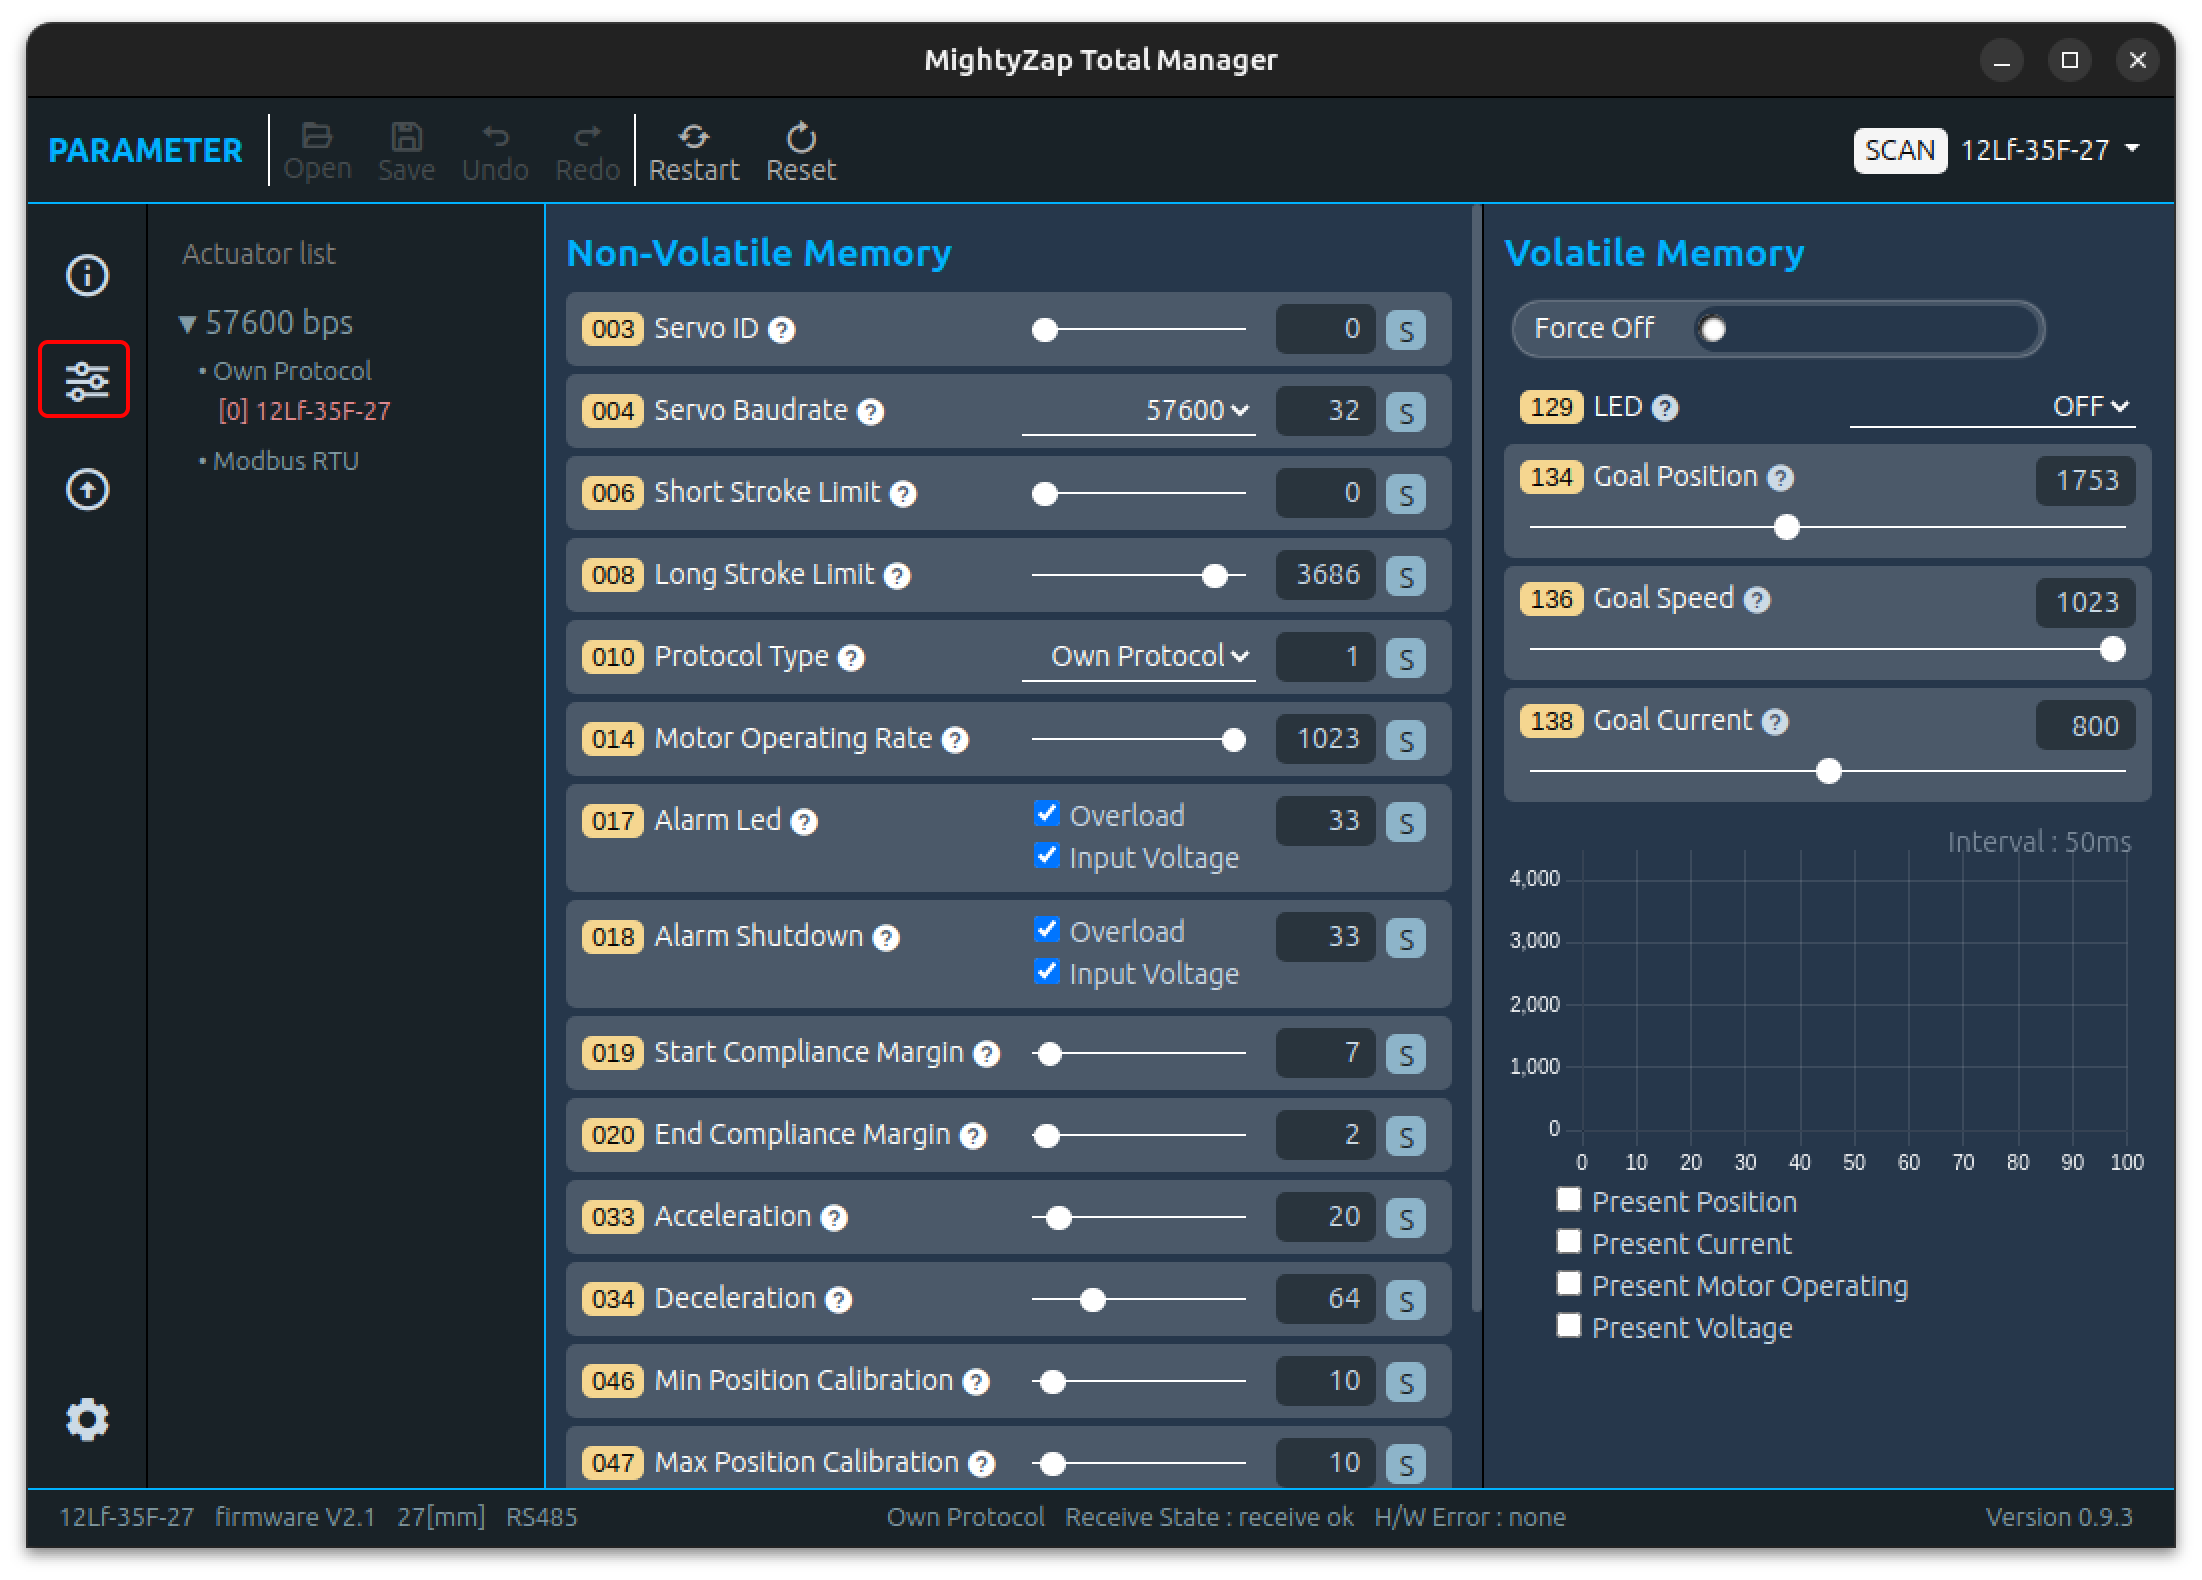 MightyZap Total Manager
PARAMETER
Open
Save
Undo
Redo
Restart
Reset
SCAN
12Lf-35F-27
Actuator list
▼ 57600 bps
• Own Protocol
[0] 12Lf-35F-27
• Modbus RTU
Non-Volatile Memory
003 Servo ID ? 0 S
004 Servo Baudrate ? 57600 32 S
006 Short Stroke Limit ? 0 S
008 Long Stroke Limit ? 3686 S
010 Protocol Type ? Own Protocol 1 S
014 Motor Operating Rate ? 1023 S
017 Alarm Led ? Overload 33 S
Input Voltage
018 Alarm Shutdown ? Overload 33 S
Input Voltage
019 Start Compliance Margin ? 7 S
020 End Compliance Margin ? 2 S
033 Acceleration ? 20 S
034 Deceleration ? 64 S
046 Min Position Calibration ? 10 S
047 Max Position Calibration ? 10 S
Volatile Memory
Force Off
129 LED ? OFF
134 Goal Position ? 1753
136 Goal Speed ? 1023
138 Goal Current ? 800
Interval : 50ms
4,000
3,000
2,000
1,000
0
0 10 20 30 40 50 60 70 80 90 100
Present Position
Present Current
Present Motor Operating
Present Voltage
12Lf-35F-27 firmware V2.1 27[mm] RS485
Own Protocol Receive State : receive ok H/W Error : none
Version 0.9.3